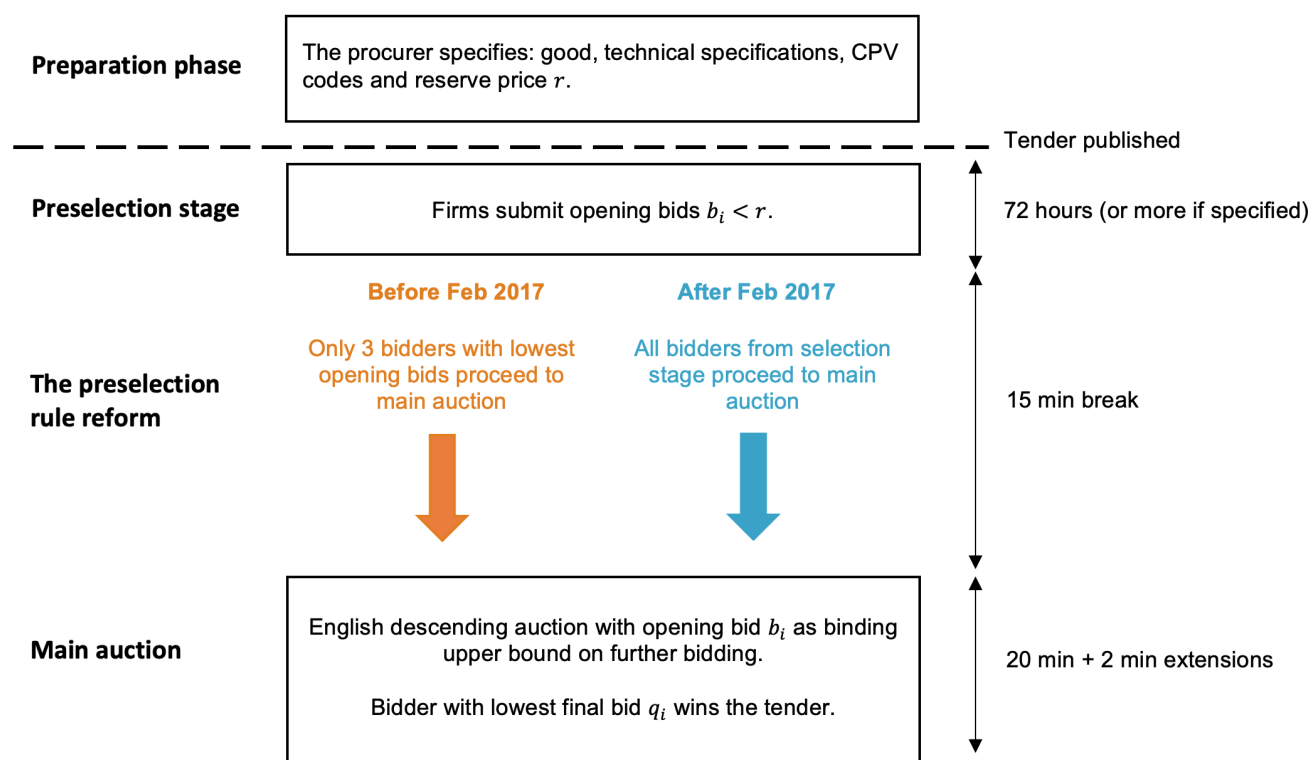 Preparation phase
The procurer specifies: good, technical specifications, CPV
codes and reserve price r.
Tender published
Preselection stage
Firms submit opening bids bᵢ < r.
72 hours (or more if specified)
Before Feb 2017
After Feb 2017
Only 3 bidders with lowest
opening bids proceed to
main auction
All bidders from selection
stage proceed to main
auction
The preselection
rule reform
15 min break
Main auction
English descending auction with opening bid bᵢ as binding
upper bound on further bidding.
Bidder with lowest final bid qᵢ wins the tender.
20 min + 2 min extensions